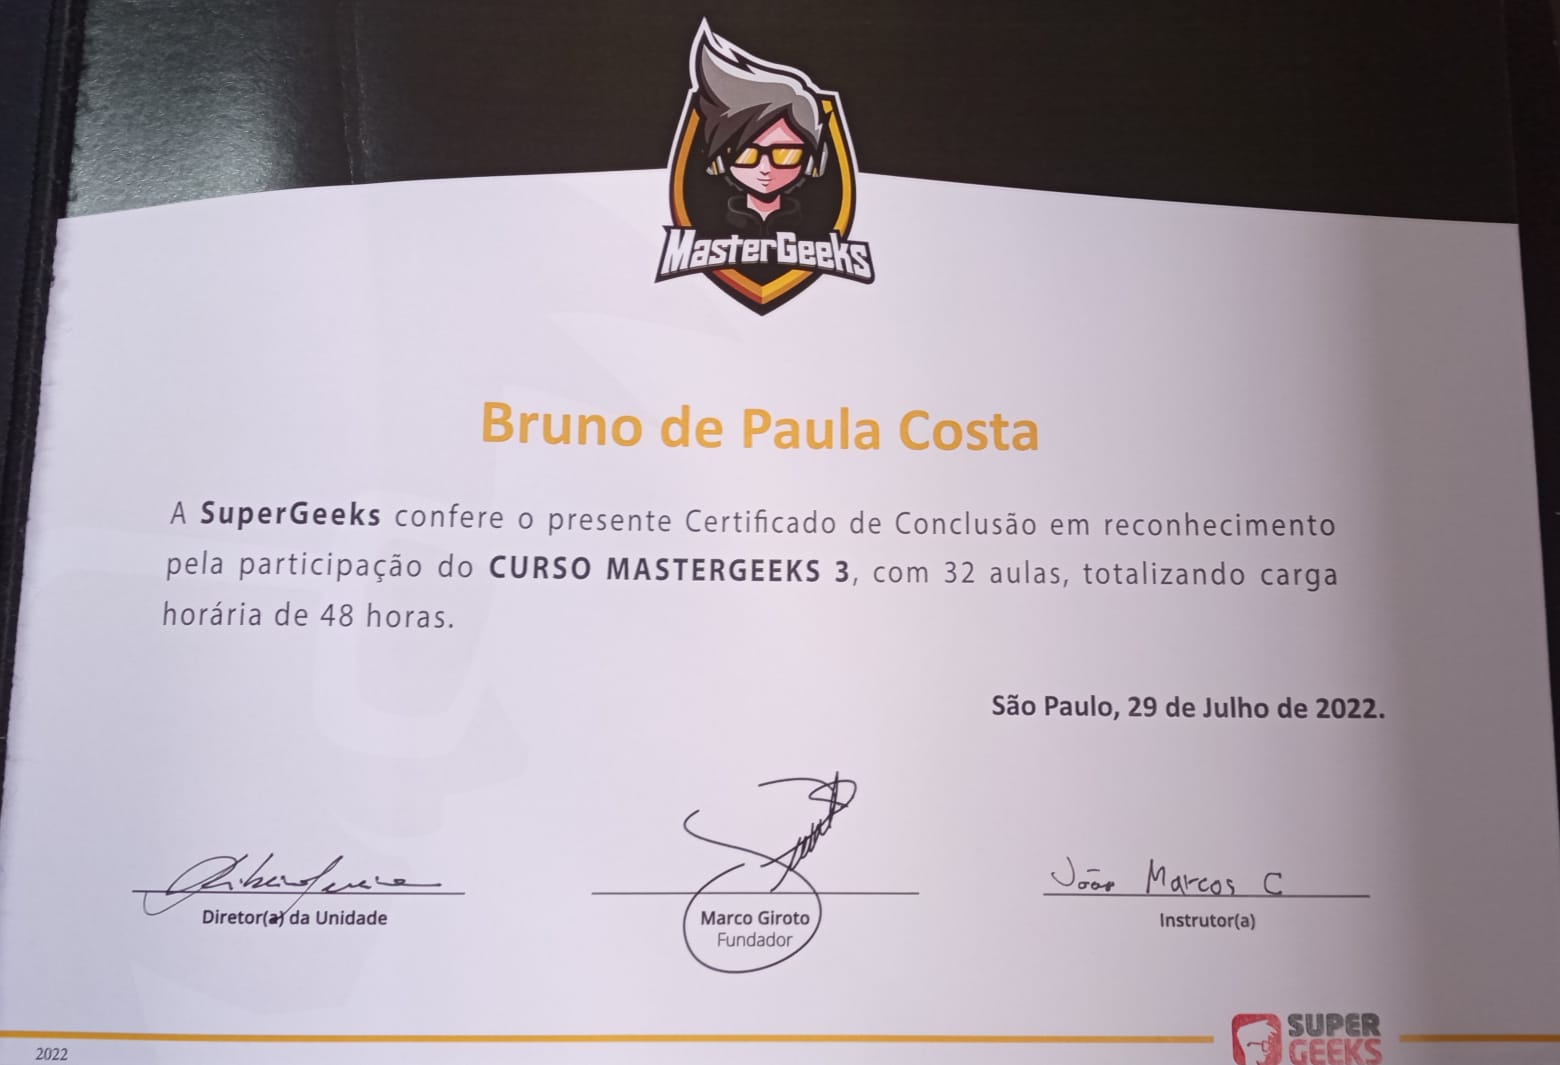 MasterGeeks
Bruno de Paula Costa
A SuperGeeks confere o presente Certificado de Conclusão em reconhecimento
pela participação do CURSO MASTERGEEKS 3, com 32 aulas, totalizando carga
horária de 48 horas.
São Paulo, 29 de Julho de 2022.
João Marcos C
Diretor(a) da Unidade
Marco Giroto
Fundador
Instrutor(a)
SUPER
GEEKS
2022